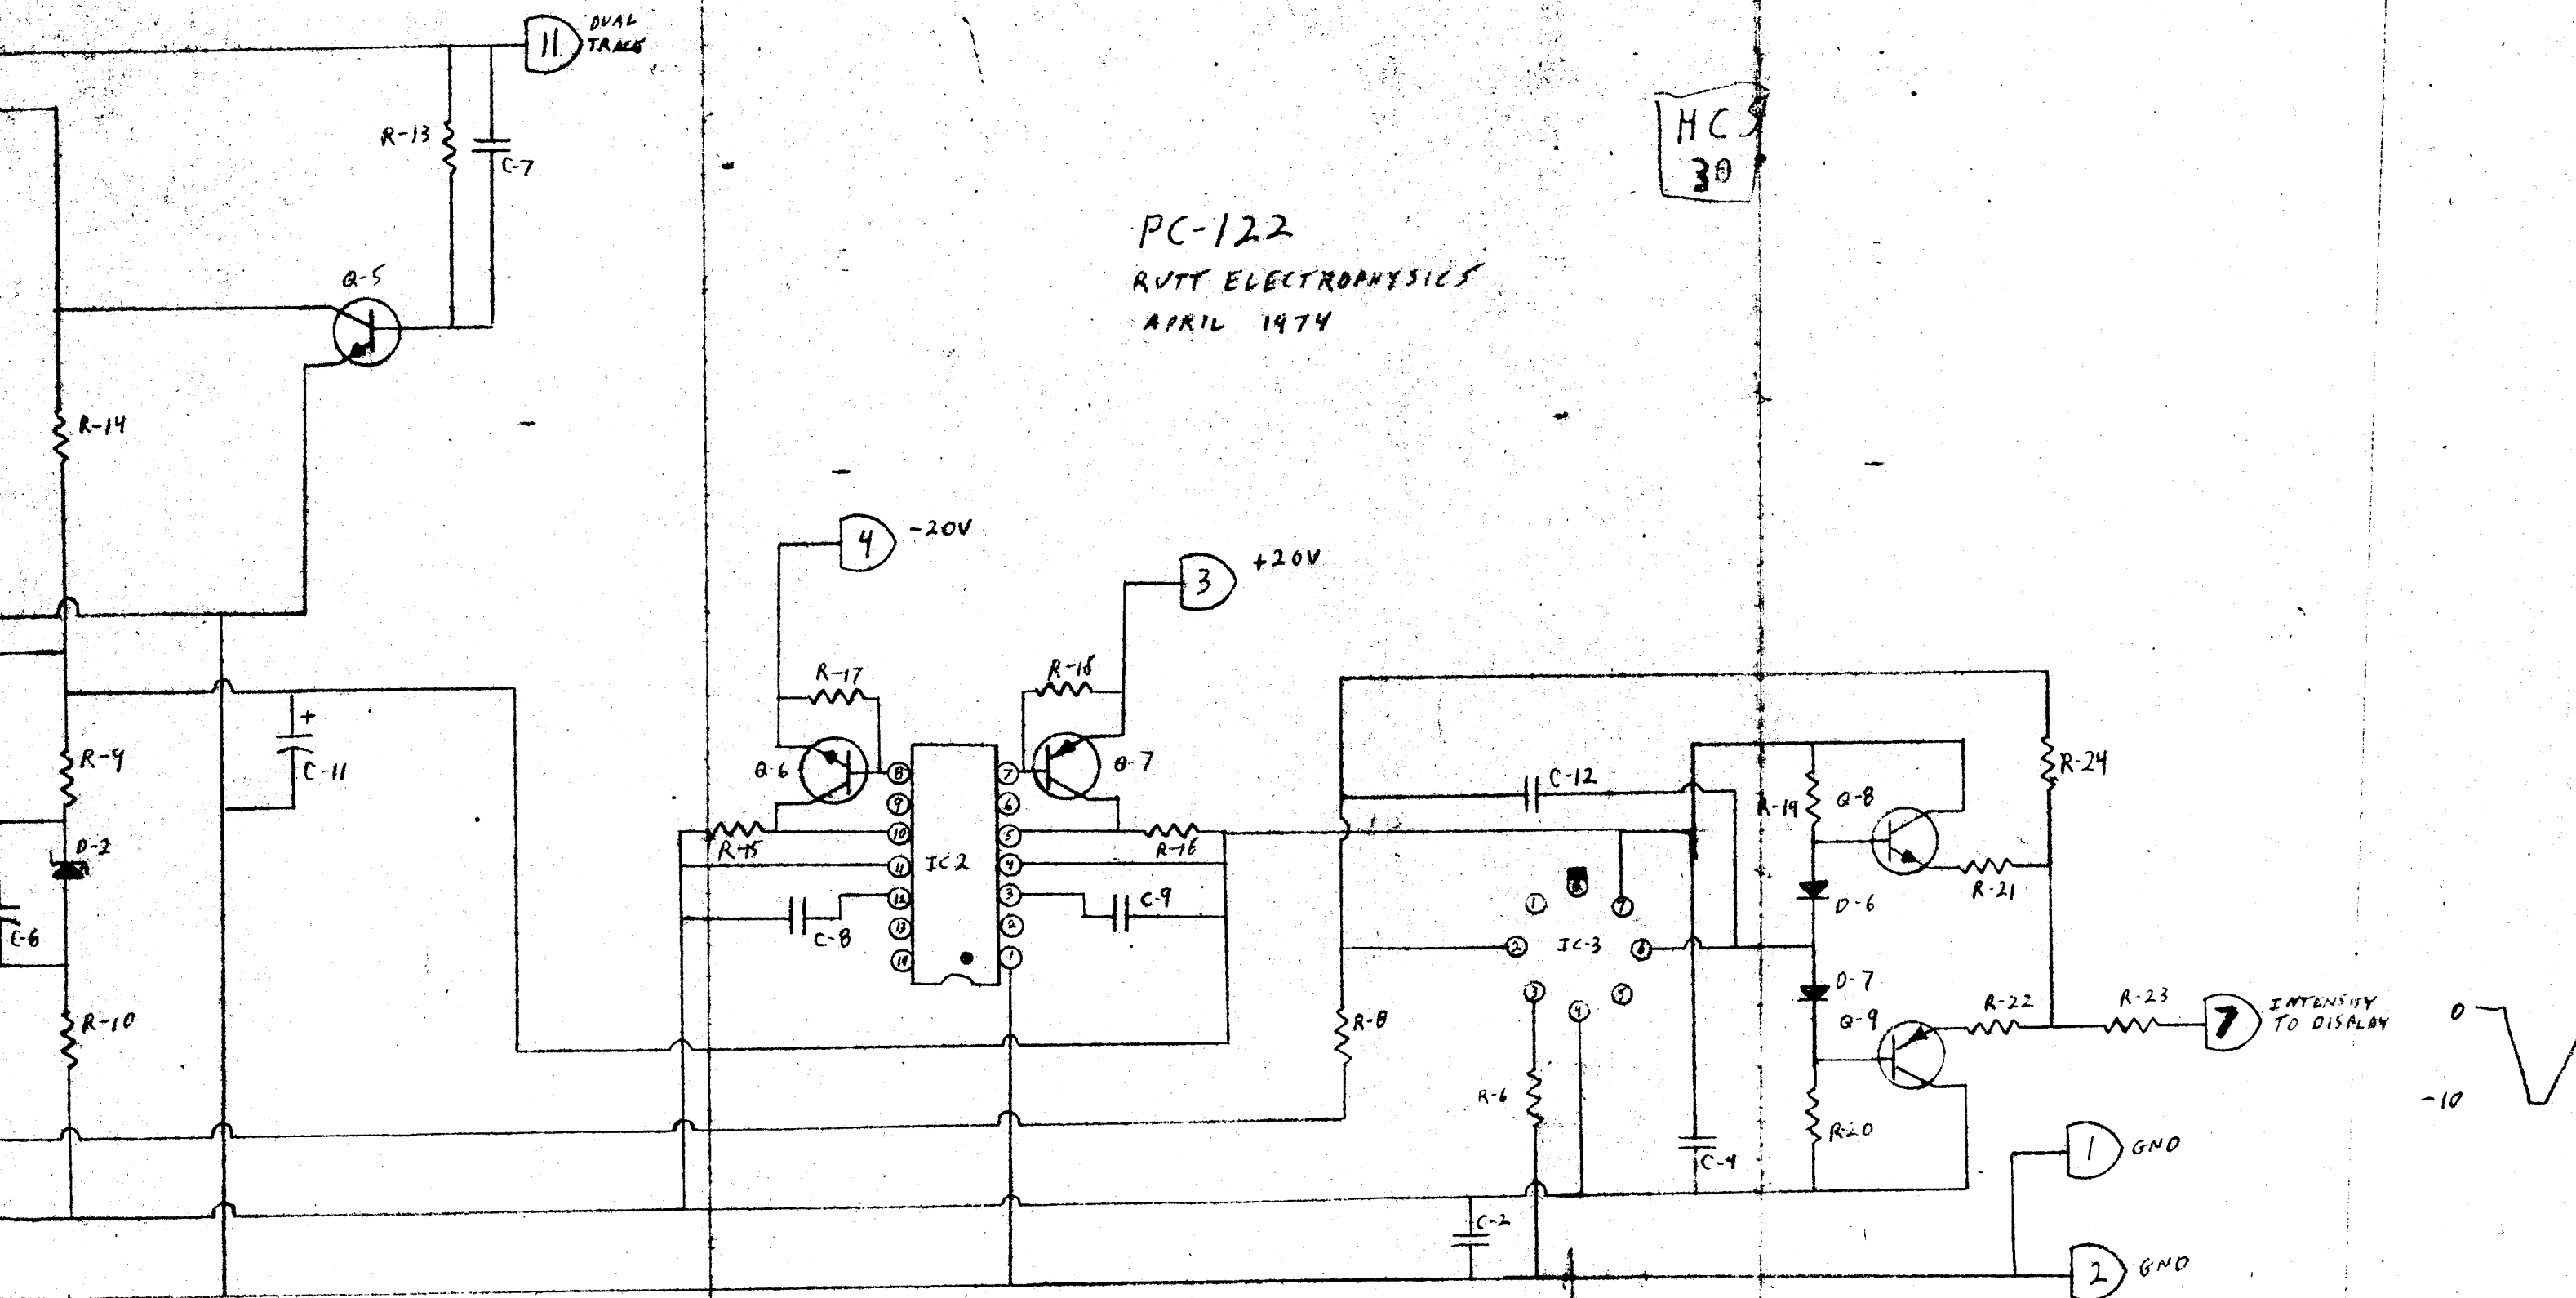 11
DUAL
TRACE
R-13
C-7
HC
30
PC-122
RUTT ELECTROPHYSICS
APRIL 1974
Q-5
R-14
4
-20V
3
+20V
R-17
R-18
Q-6
Q-7
R-9
C-11
+
D-2
C-6
R-10
R-15
R-16
IC2
8
9
10
11
12
13
14
7
6
5
4
3
2
1
C-8
C-9
C-12
R-19
Q-8
R-24
D-6
R-21
1
8
7
2
IC-3
6
3
4
5
D-7
Q-9
R-22
R-23
7
INTENSITY
TO DISPLAY
0
-10
R-8
R-6
C-4
R-20
1
GND
C-2
2
GND